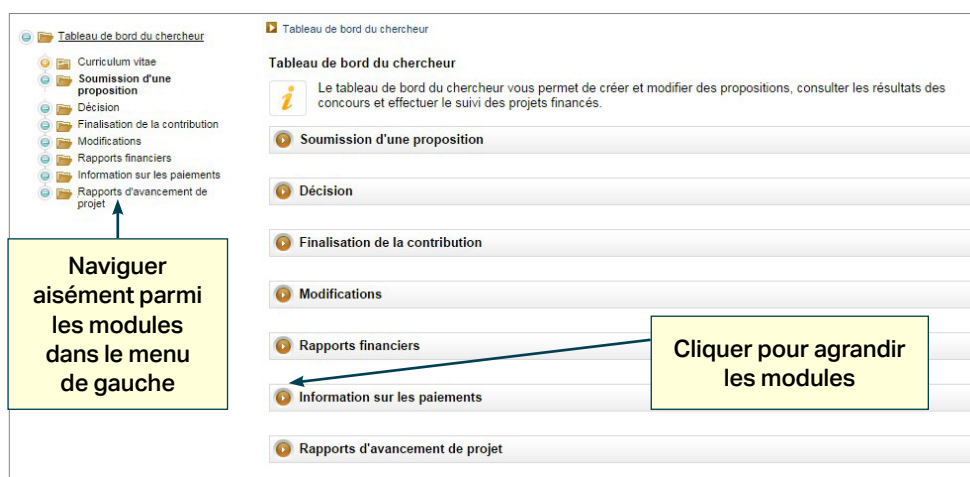 Tableau de bord du chercheur
Curriculum vitae
Soumission d'une
proposition
Décision
Finalisation de la contribution
Modifications
Rapports financiers
Information sur les paiements
Rapports d'avancement de
projet
Naviguer
aisément parmi
les modules
dans le menu
de gauche
Tableau de bord du chercheur
Tableau de bord du chercheur
Le tableau de bord du chercheur vous permet de créer et modifier des propositions, consulter les résultats des
concours et effectuer le suivi des projets financés.
Soumission d'une proposition
Décision
Finalisation de la contribution
Modifications
Rapports financiers
Cliquer pour agrandir
les modules
Information sur les paiements
Rapports d'avancement de projet